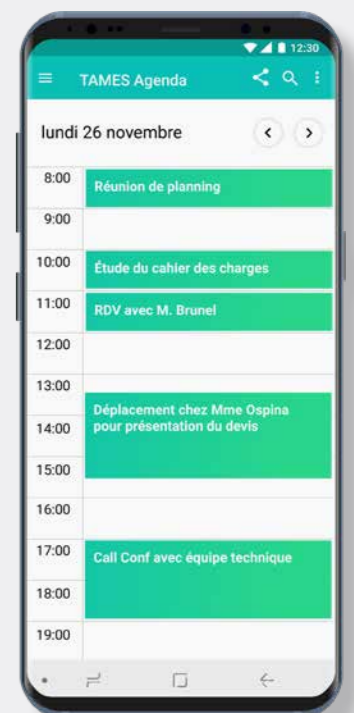 12:30
TAMES Agenda
lundi 26 novembre
8:00
Réunion de planning
9:00
10:00
Étude du cahier des charges
11:00
RDV avec M. Brunel
12:00
13:00
Déplacement chez Mme Ospina
14:00
pour présentation du devis
15:00
16:00
17:00
Call Conf avec équipe technique
18:00
19:00